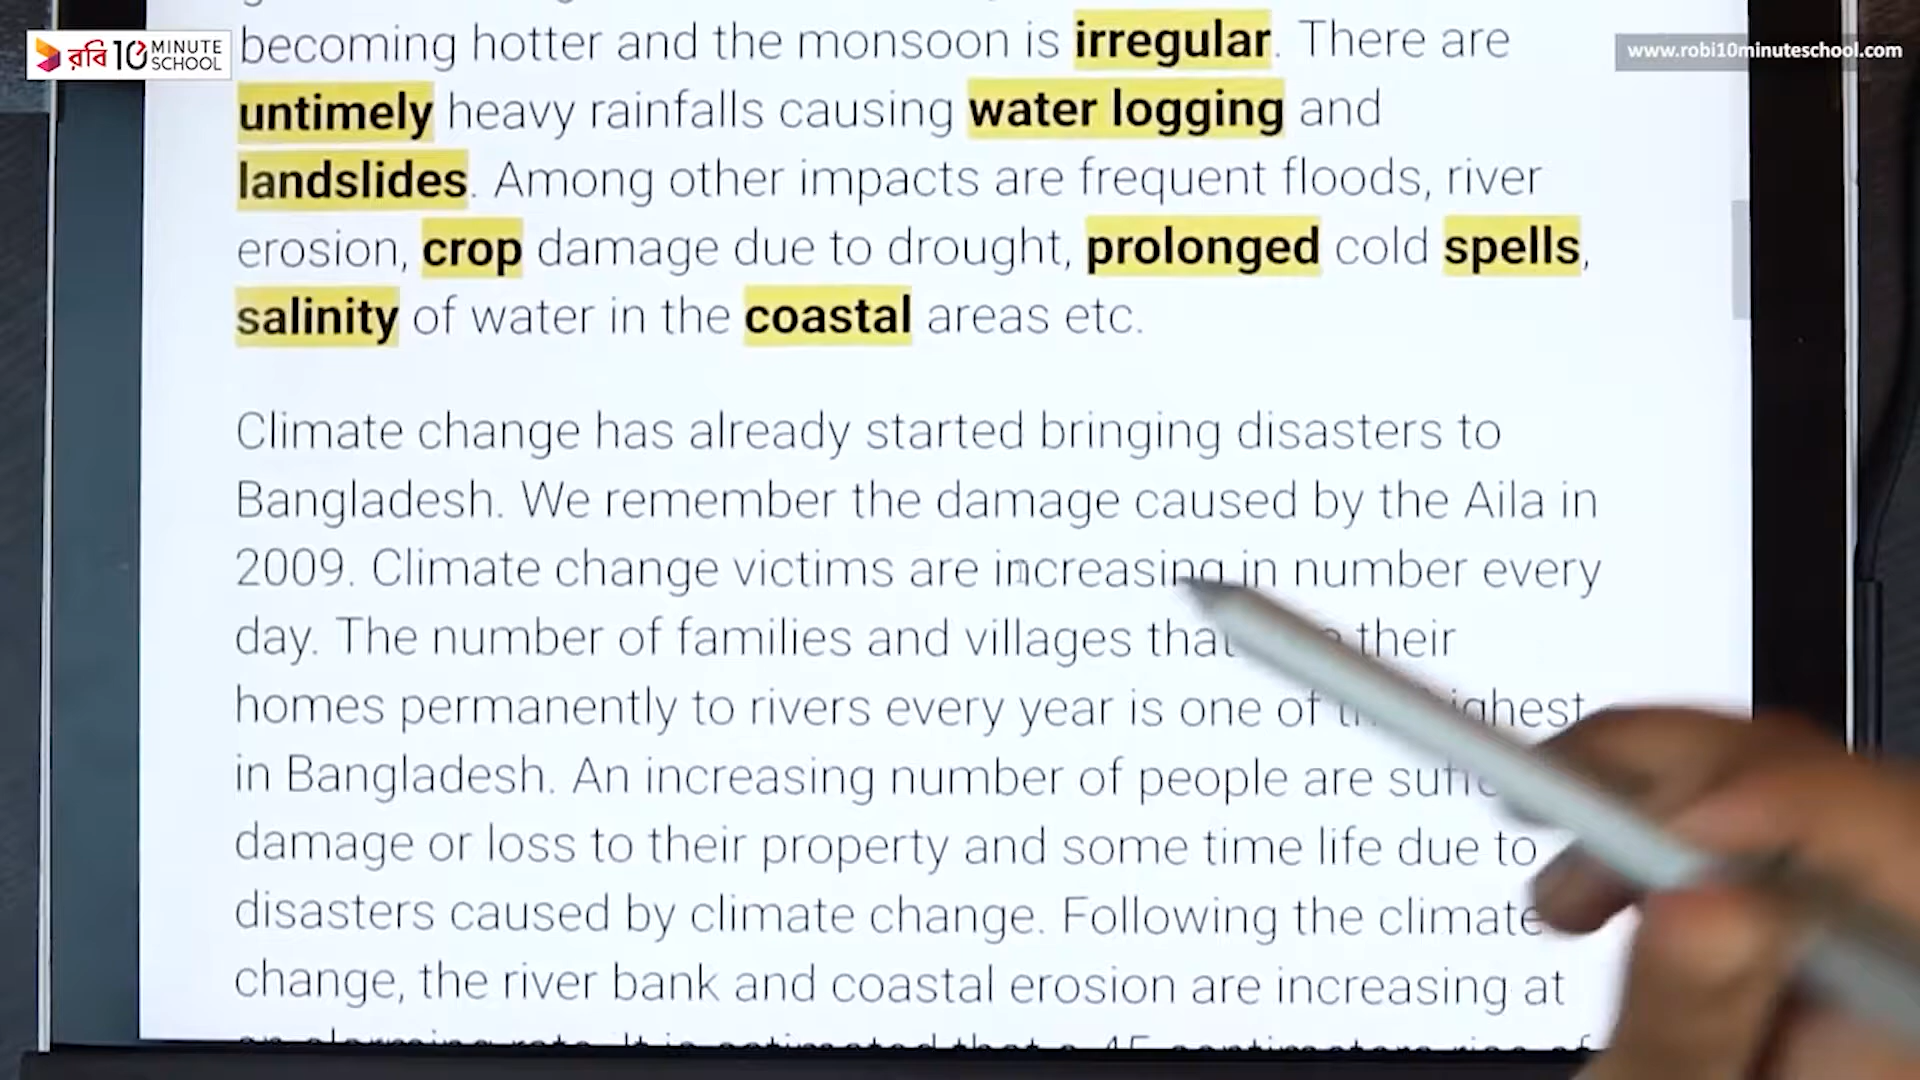 রবি 10 MINUTE SCHOOL
www.robi10minuteschool.com
becoming hotter and the monsoon is irregular. There are
untimely heavy rainfalls causing water logging and
landslides. Among other impacts are frequent floods, river
erosion, crop damage due to drought, prolonged cold spells,
salinity of water in the coastal areas etc.
Climate change has already started bringing disasters to
Bangladesh. We remember the damage caused by the Aila in
2009. Climate change victims are increasing in number every
day. The number of families and villages that their
homes permanently to rivers every year is one of
in Bangladesh. An increasing number of people are
damage or loss to their property and some time life due to
disasters caused by climate change. Following the climate
change, the river bank and coastal erosion are increasing at